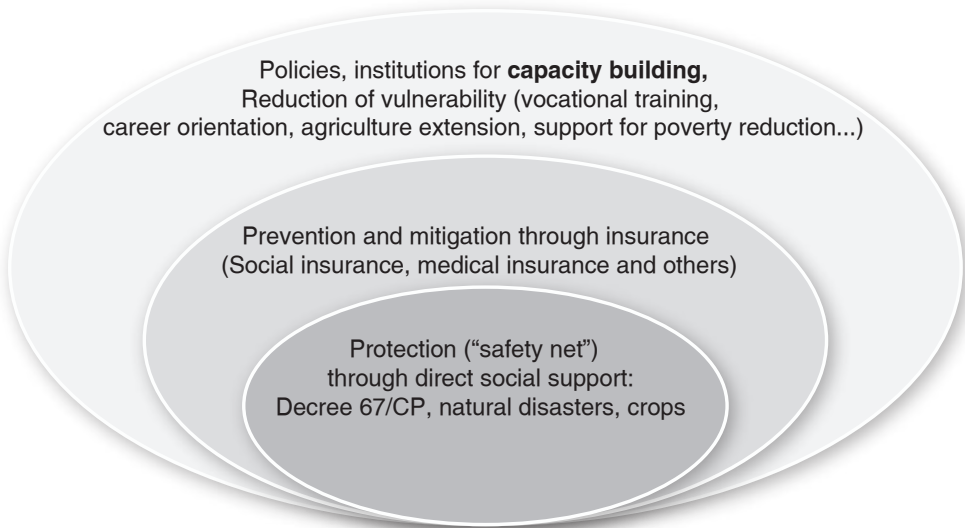 Policies, institutions for capacity building,
Reduction of vulnerability (vocational training,
career orientation, agriculture extension, support for poverty reduction...)
Prevention and mitigation through insurance
(Social insurance, medical insurance and others)
Protection (“safety net”)
through direct social support:
Decree 67/CP, natural disasters, crops